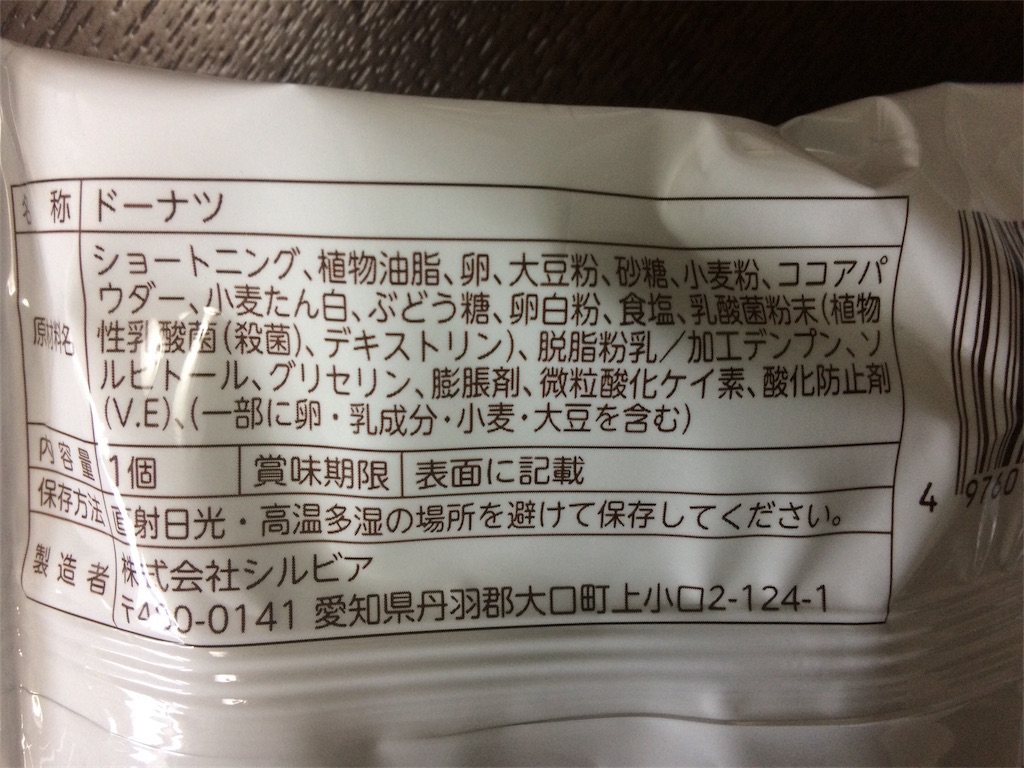 名称 ドーナツ
原材料名 ショートニング、植物油脂、卵、大豆粉、砂糖、小麦粉、ココアパ
ウダー、小麦たん白、ぶどう糖、卵白粉、食塩、乳酸菌粉末(植物
性乳酸菌(殺菌)、デキストリン)、脱脂粉乳/加工デンプン、ソ
ルビトール、グリセリン、膨脹剤、微粒酸化ケイ素、酸化防止剤
(V.E)、(一部に卵・乳成分・小麦・大豆を含む)
内容量 1個 賞味期限 表面に記載
保存方法 直射日光・高温多湿の場所を避けて保存してください。
製造者 株式会社シルビア
〒480-0141 愛知県丹羽郡大口町上小口2-124-1
4 9760